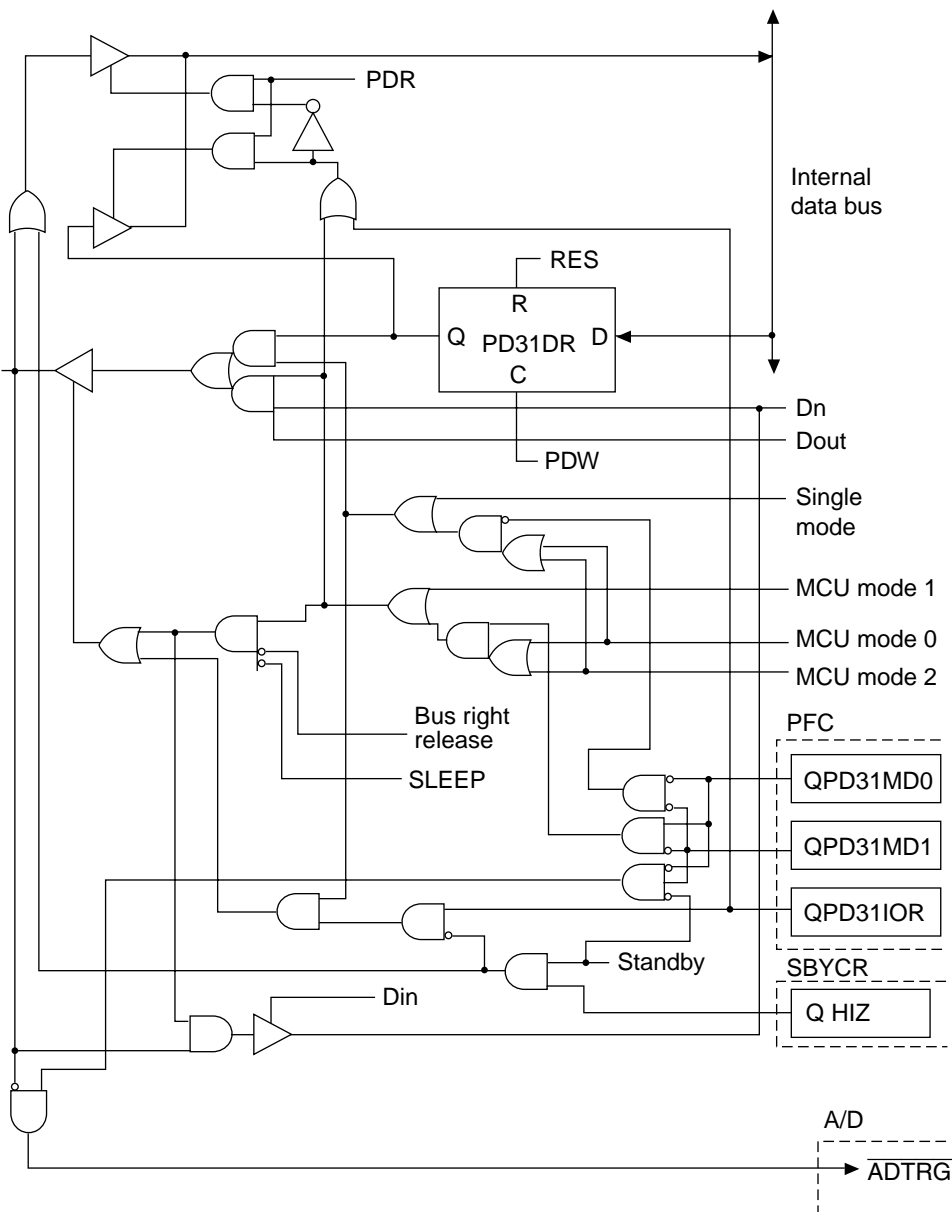 PDR
Internal
data bus
RES
R
Q
PD31DR
D
C
Dn
Dout
PDW
Single
mode
MCU mode 1
MCU mode 0
MCU mode 2
Bus right
release
PFC
SLEEP
QPD31MD0
QPD31MD1
QPD31IOR
Standby
SBYCR
Din
Q HIZ
A/D
ADTRG